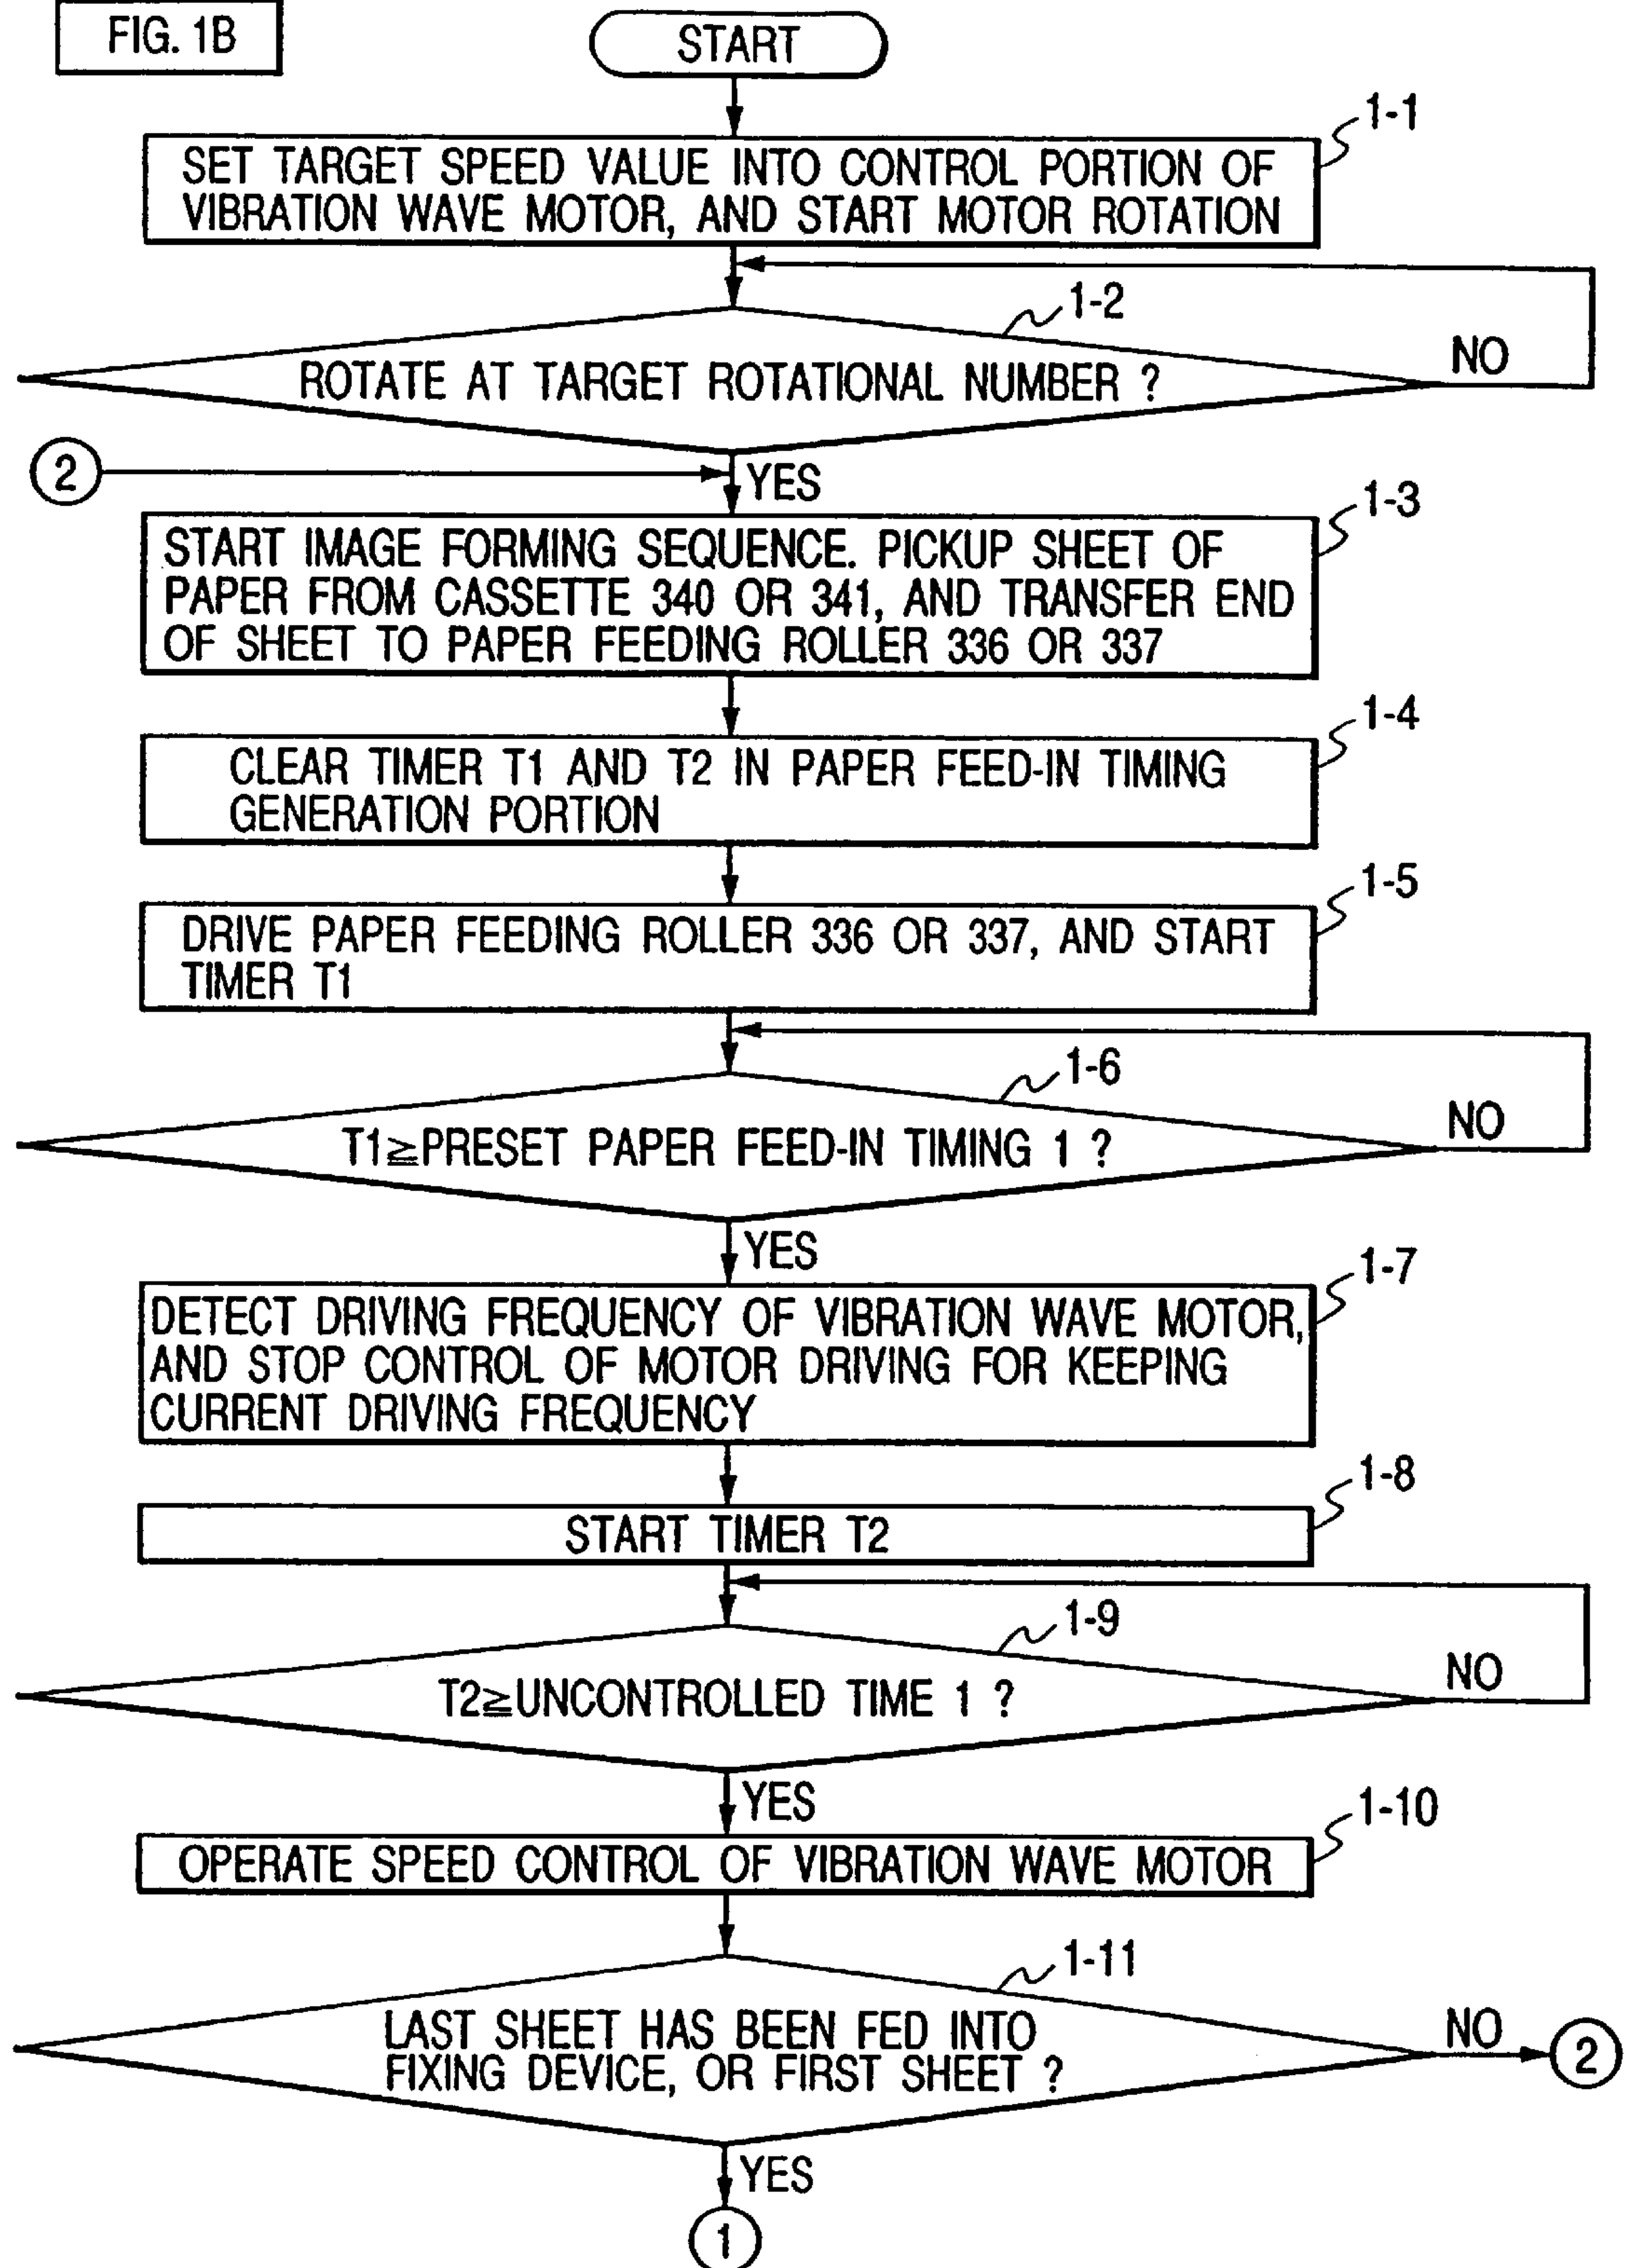 FIG. 1B
START
1-1
SET TARGET SPEED VALUE INTO CONTROL PORTION OF
VIBRATION WAVE MOTOR, AND START MOTOR ROTATION
1-2
ROTATE AT TARGET ROTATIONAL NUMBER ?
NO
2
YES
1-3
START IMAGE FORMING SEQUENCE. PICKUP SHEET OF
PAPER FROM CASSETTE 340 OR 341, AND TRANSFER END
OF SHEET TO PAPER FEEDING ROLLER 336 OR 337
1-4
CLEAR TIMER T1 AND T2 IN PAPER FEED-IN TIMING
GENERATION PORTION
1-5
DRIVE PAPER FEEDING ROLLER 336 OR 337, AND START
TIMER T1
1-6
T1≧PRESET PAPER FEED-IN TIMING 1 ?
NO
YES
1-7
DETECT DRIVING FREQUENCY OF VIBRATION WAVE MOTOR,
AND STOP CONTROL OF MOTOR DRIVING FOR KEEPING
CURRENT DRIVING FREQUENCY
1-8
START TIMER T2
1-9
T2≧UNCONTROLLED TIME 1 ?
NO
YES
1-10
OPERATE SPEED CONTROL OF VIBRATION WAVE MOTOR
1-11
LAST SHEET HAS BEEN FED INTO
FIXING DEVICE, OR FIRST SHEET ?
NO
2
YES
1